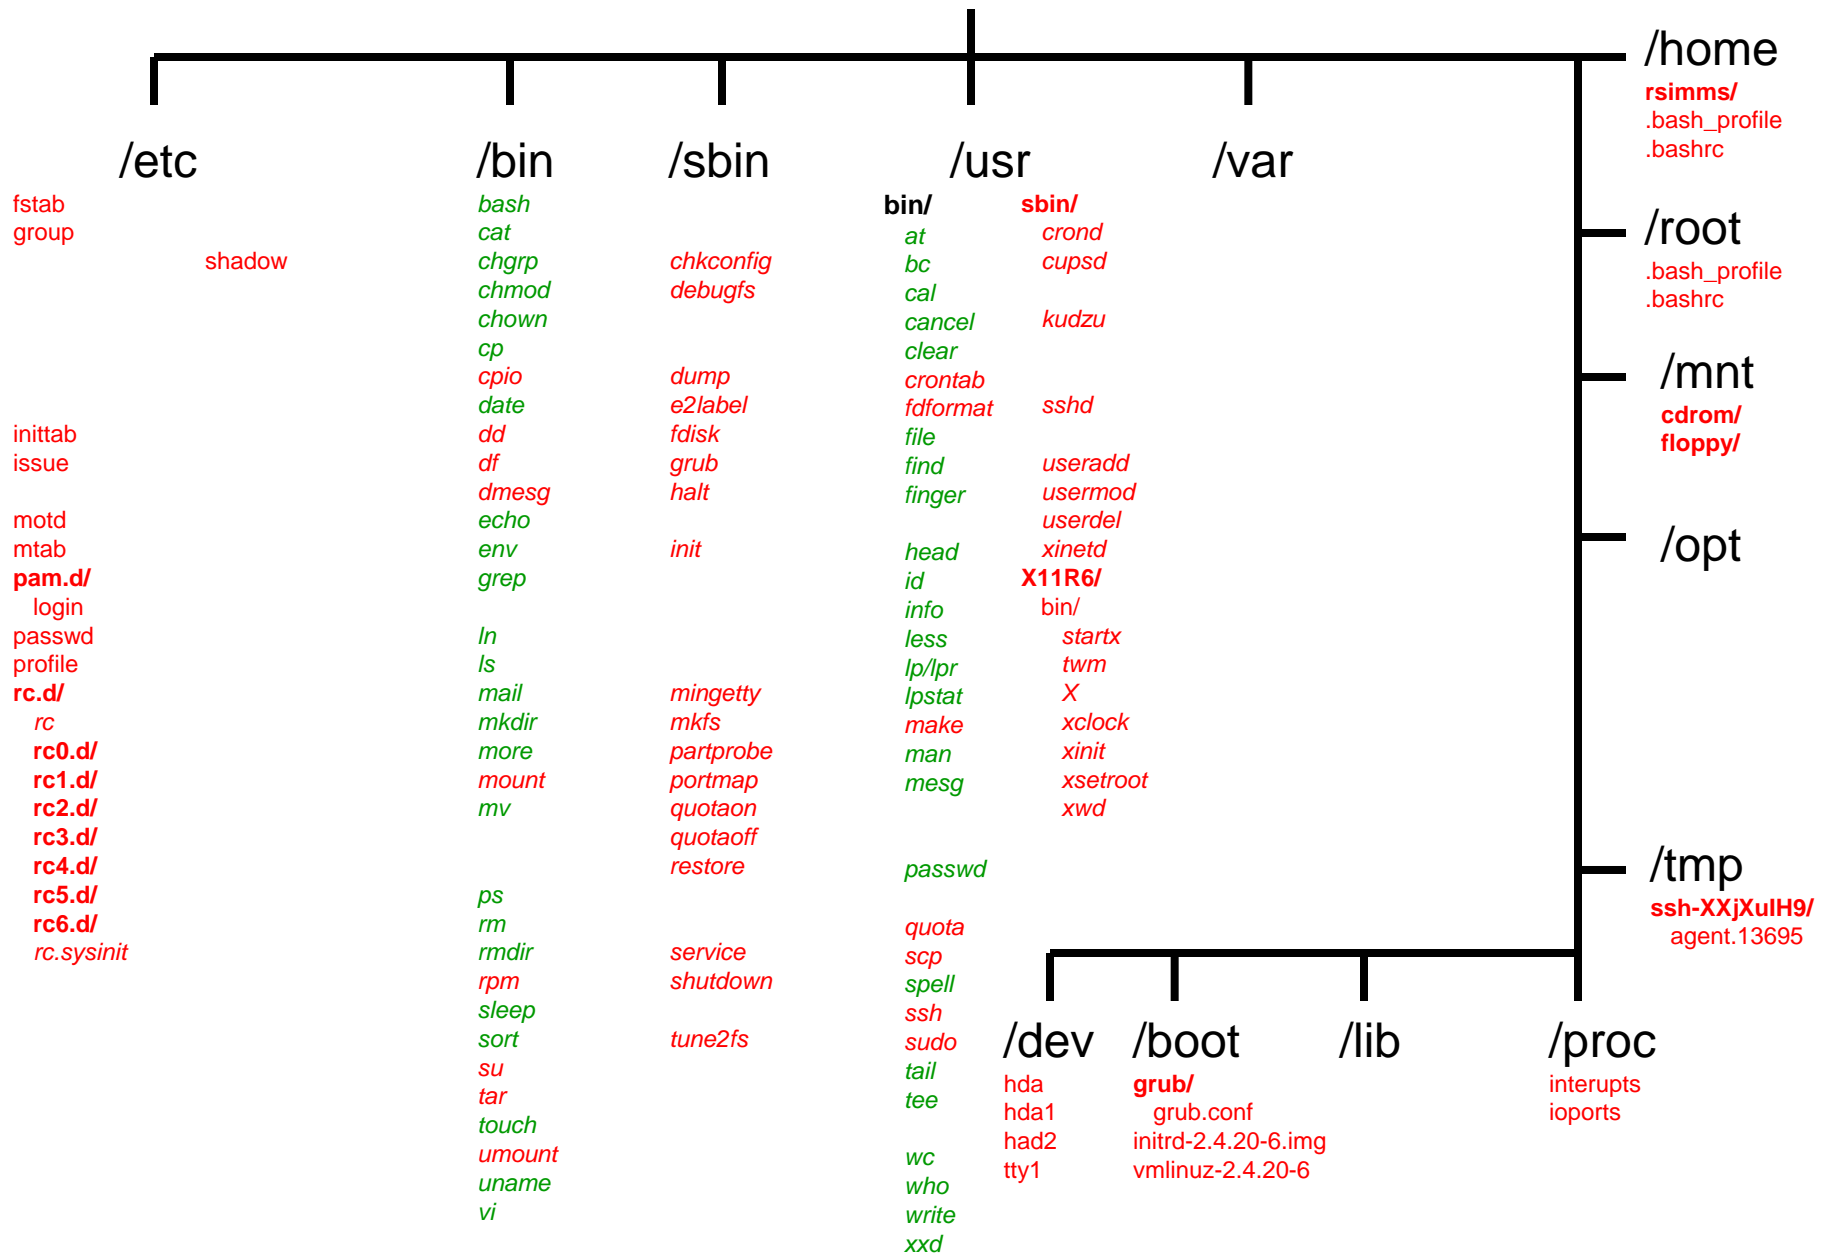 /home
rsimms/
.bash_profile
.bashrc
/etc
fstab
group
shadow
inittab
issue
motd
mtab
pam.d/
login
passwd
profile
rc.d/
rc
rc0.d/
rc1.d/
rc2.d/
rc3.d/
rc4.d/
rc5.d/
rc6.d/
rc.sysinit
/bin
bash
cat
chgrp
chmod
chown
cp
cpio
date
dd
df
dmesg
echo
env
grep
ln
ls
mail
mkdir
more
mount
mv
ps
rm
rmdir
rpm
sleep
sort
su
tar
touch
umount
uname
vi
/sbin
chkconfig
debugfs
dump
e2label
fdisk
grub
halt
init
mingetty
mkfs
partprobe
portmap
quotaon
quotaoff
restore
service
shutdown
tune2fs
/usr
bin/
at
bc
cal
cancel
clear
crontab
fdformat
file
find
finger
head
id
info
less
lp/lpr
lpstat
make
man
mesg
passwd
quota
scp
spell
ssh
sudo
tail
tee
wc
who
write
xxd
sbin/
crond
cupsd
kudzu
sshd
useradd
usermod
userdel
xinetd
X11R6/
bin/
startx
twm
X
xclock
xinit
xsetroot
xwd
/var
/root
.bash_profile
.bashrc
/mnt
cdrom/
floppy/
/opt
/tmp
ssh-XXjXuIH9/
agent.13695
/dev
hda
hda1
had2
tty1
/boot
grub/
grub.conf
initrd-2.4.20-6.img
vmlinuz-2.4.20-6
/lib
/proc
interupts
ioports